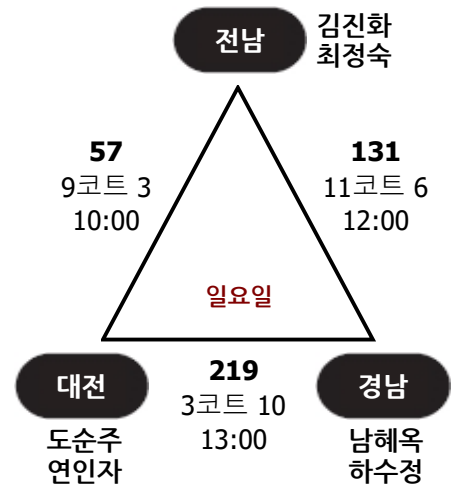 전남
김진화
최정숙
57
9코트 3
10:00
131
11코트 6
12:00
일요일
대전
도순주
연인자
219
3코트 10
13:00
경남
남혜옥
하수정